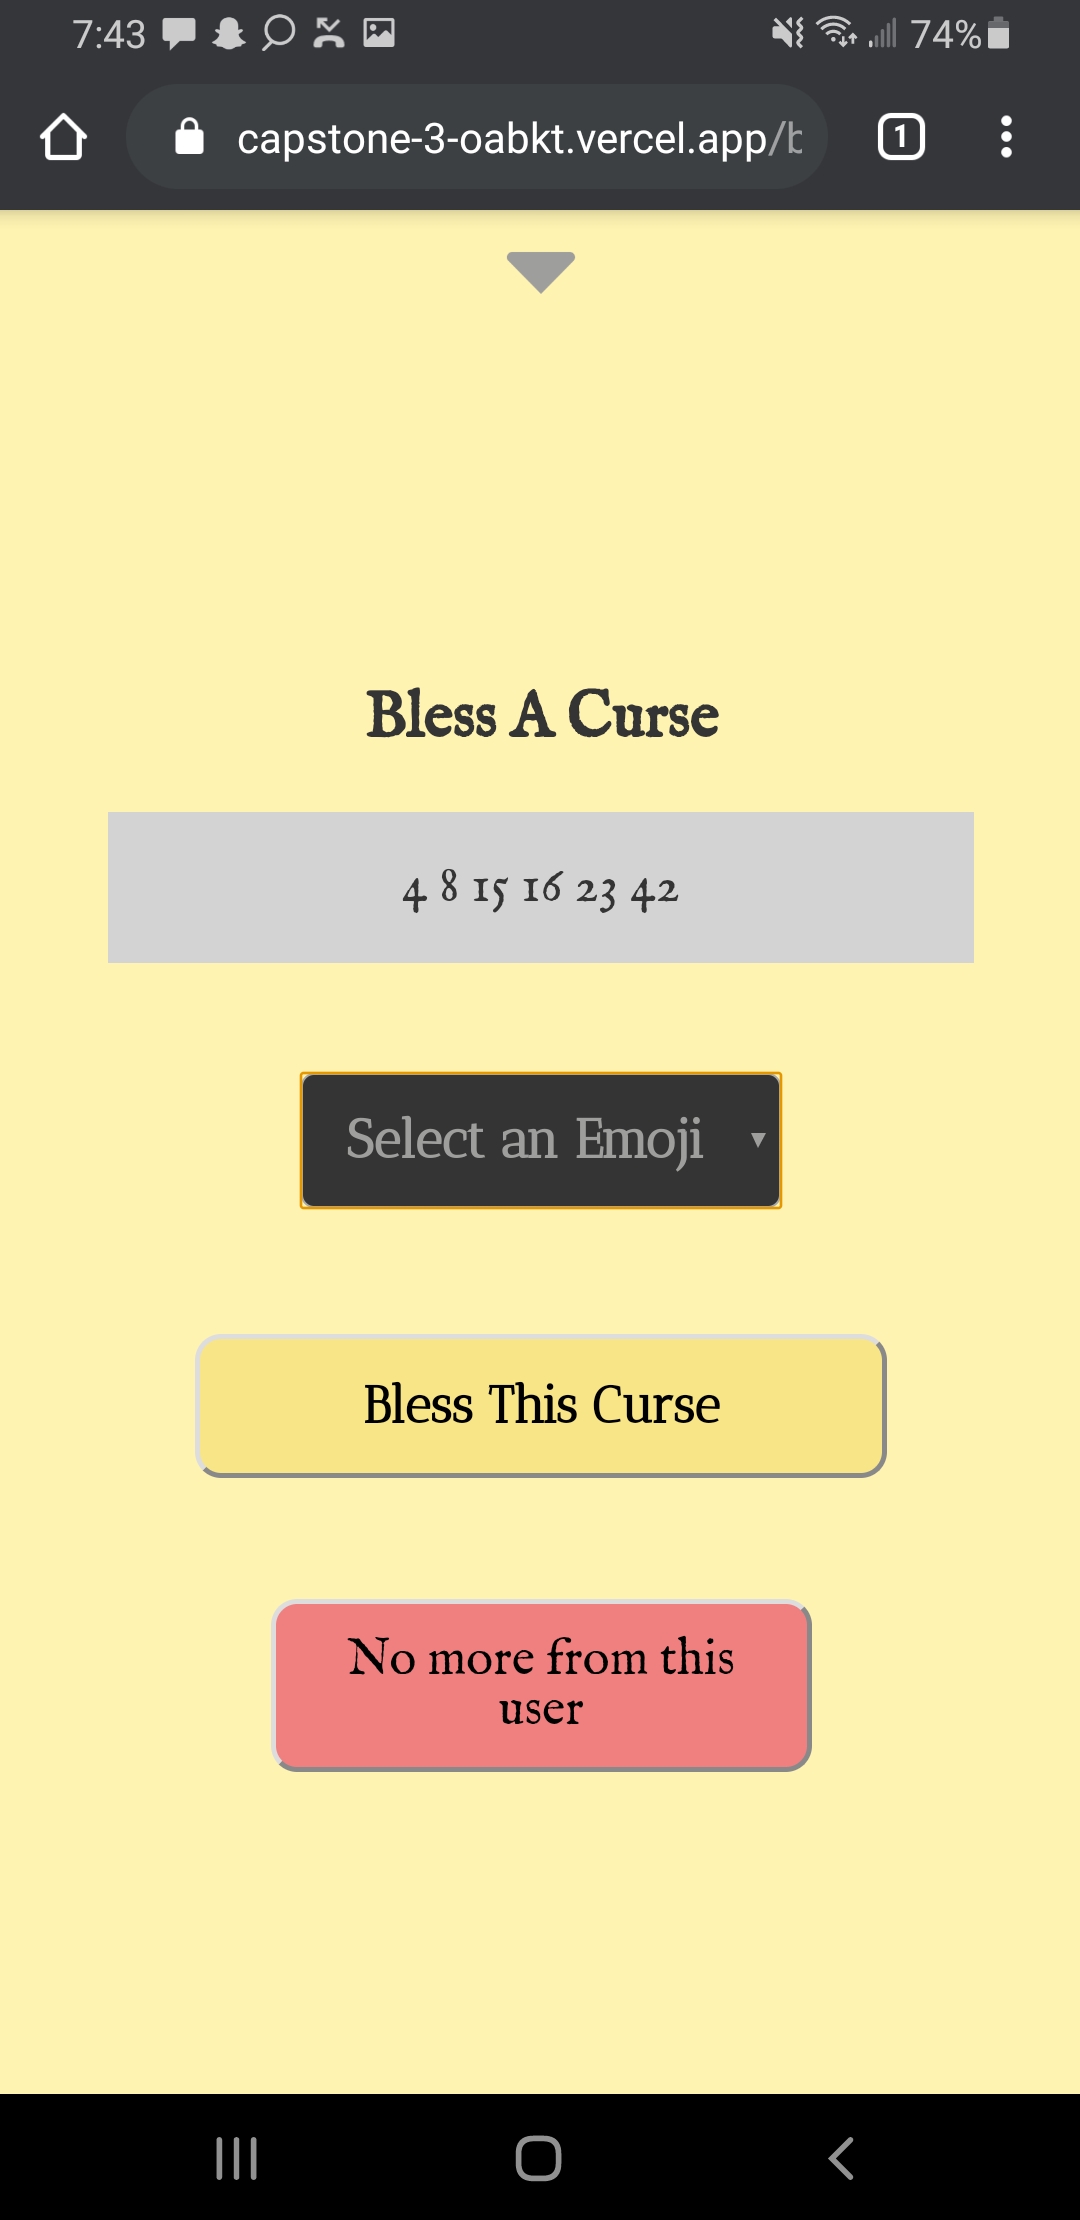 7:43
74%
capstone-3-oabkt.vercel.app/b
1
Bless A Curse
4 8 15 16 23 42
Select an Emoji
Bless This Curse
No more from this
user